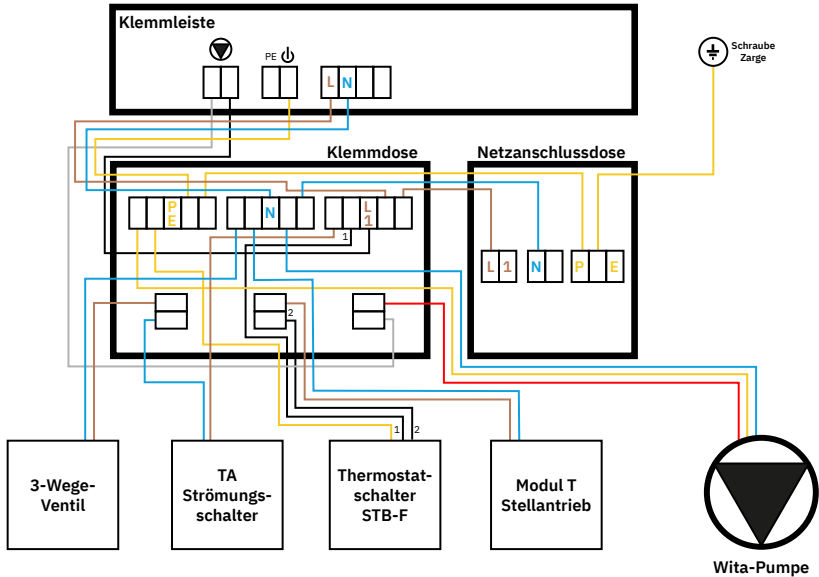 Klemmleiste
PE
L N
Schraube
Zarge
Klemmdose
Netzanschlussdose
P
E
N
L
1
1
L 1
N
P E
2
1
2
3-Wege-
Ventil
TA
Strömungs-
schalter
Thermostat-
schalter
STB-F
Modul T
Stellantrieb
Wita-Pumpe